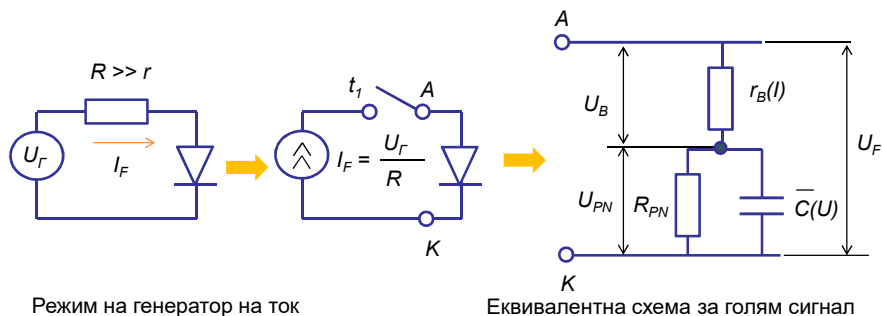 R >> r
U_Г
I_F
t_1
A
I_F = U_Г / R
K
A
U_B
r_B(I)
U_F
U_PN
R_PN
C̅(U)
K
Режим на генератор на ток
Еквивалентна схема за голям сигнал